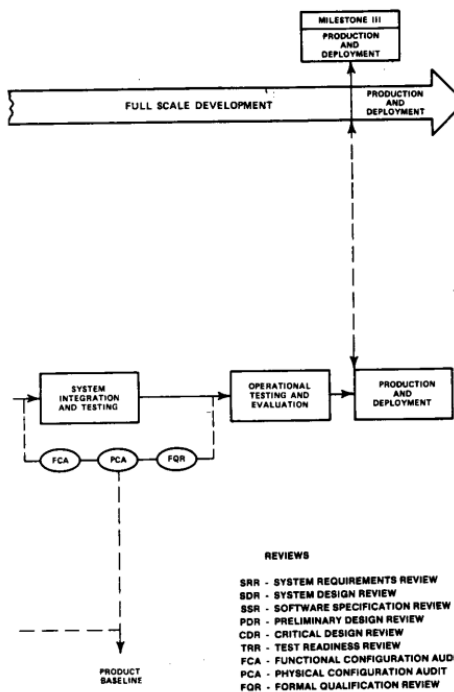 MILESTONE III
PRODUCTION
AND
DEPLOYMENT
FULL SCALE DEVELOPMENT
PRODUCTION
AND
DEPLOYMENT
SYSTEM
INTEGRATION
AND TESTING
OPERATIONAL
TESTING AND
EVALUATION
PRODUCTION
AND
DEPLOYMENT
FCA
PCA
FQR
REVIEWS
SRR - SYSTEM REQUIREMENTS REVIEW
SDR - SYSTEM DESIGN REVIEW
SSR - SOFTWARE SPECIFICATION REVIEW
PDR - PRELIMINARY DESIGN REVIEW
CDR - CRITICAL DESIGN REVIEW
TRR - TEST READINESS REVIEW
FCA - FUNCTIONAL CONFIGURATION AUD
PCA - PHYSICAL CONFIGURATION AUDIT
FQR - FORMAL QUALIFICATION REVIEW
PRODUCT
BASELINE